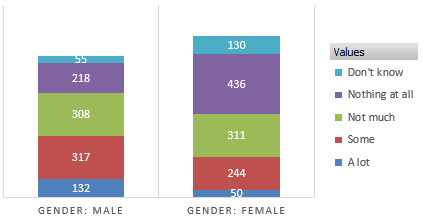 55
218
308
317
132
130
436
311
244
50
GENDER: MALE
GENDER: FEMALE
Values
Don't know
Nothing at all
Not much
Some
A lot